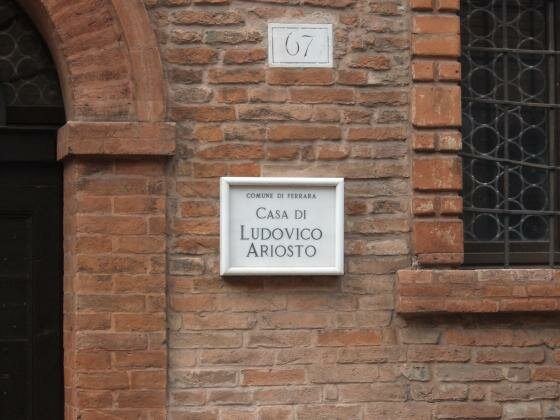 67
COMUNE DI FERRARA
CASA DI
LUDOVICO
ARIOSTO